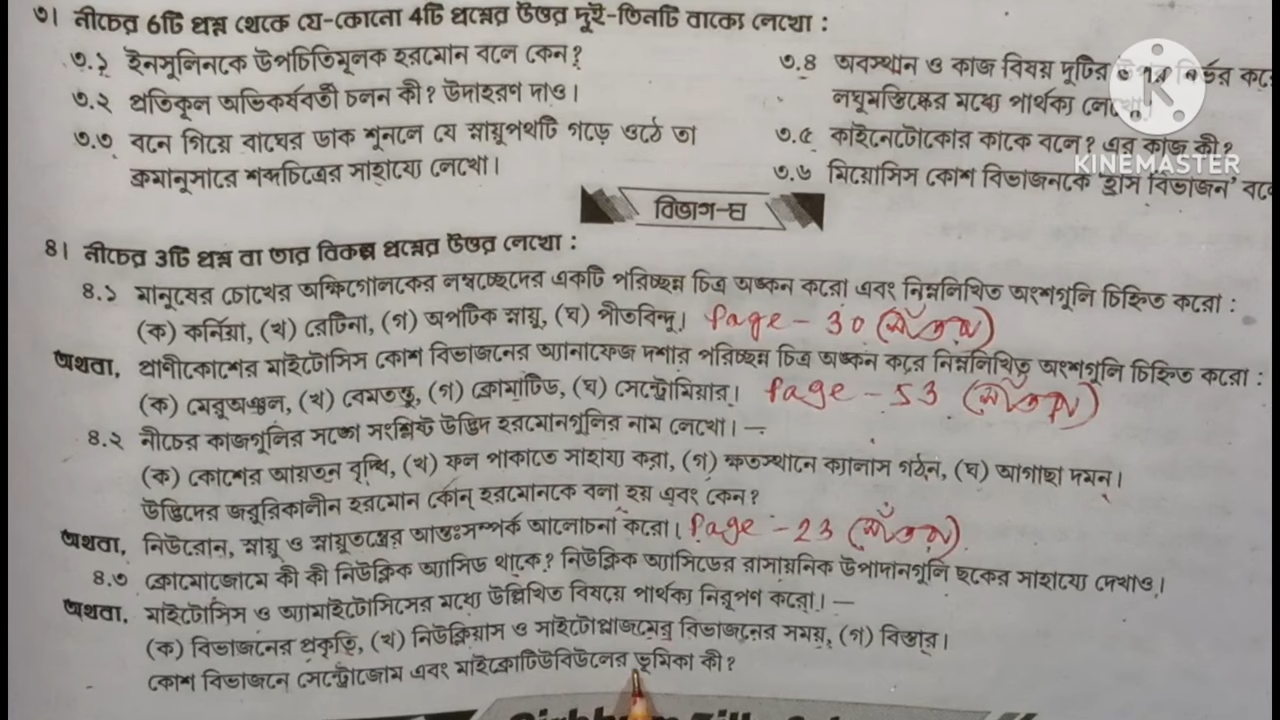 ৩। নীচের 6টি প্রশ্ন থেকে যে-কোনো 4টি প্রশ্নের উত্তর দুই-তিনটি বাক্যে লেখো :
৩.১ ইনসুলিনকে উপচিতিমূলক হরমোন বলে কেন?
৩.২ প্রতিকূল অভিকর্ষবর্তী চলন কী? উদাহরণ দাও।
৩.৩ বনে গিয়ে বাঘের ডাক শুনলে যে স্নায়ুপথটি গড়ে ওঠে তা
ক্রমানুসারে শব্দচিত্রের সাহায্যে লেখো।
৩.৪ অবস্থান ও কাজ বিষয় দুটির উপর নির্ভর করে
লঘুমস্তিষ্কের মধ্যে পার্থক্য লেখো।
৩.৫ কাইনেটোকোর কাকে বলে? এর কাজ কী?
KINEMASTER
৩.৬ মিয়োসিস কোশ বিভাজনকে 'হ্রাস বিভাজন' বলে
বিভাগ-ঘ
৪। নীচের 3টি প্রশ্ন বা তার বিকল্প প্রশ্নের উত্তর লেখো :
৪.১ মানুষের চোখের অক্ষিগোলকের লম্বচ্ছেদের একটি পরিচ্ছন্ন চিত্র অঙ্কন করো এবং নিম্নলিখিত অংশগুলি চিহ্নিত করো :
(ক) কর্নিয়া, (খ) রেটিনা, (গ) অপটিক স্নায়ু, (ঘ) পীতবিন্দু। Page - 30 (সাঁতরা)
অথবা, প্রাণীকোশের মাইটোসিস কোশ বিভাজনের অ্যানাফেজ দশার পরিচ্ছন্ন চিত্র অঙ্কন করে নিম্নলিখিত অংশগুলি চিহ্নিত করো :
(ক) মেরুঅঞ্চল, (খ) বেমতন্তু, (গ) ক্রোমাটিড, (ঘ) সেন্ট্রোমিয়ার। Page - 53 (সাঁতরা)
৪.২ নীচের কাজগুলির সঙ্গে সংশ্লিষ্ট উদ্ভিদ হরমোনগুলির নাম লেখো। —
(ক) কোশের আয়তন বৃদ্ধি, (খ) ফল পাকাতে সাহায্য করা, (গ) ক্ষতস্থানে ক্যালাস গঠন, (ঘ) আগাছা দমন।
উদ্ভিদের জরুরিকালীন হরমোন কোন্ হরমোনকে বলা হয় এবং কেন?
অথবা, নিউরোন, স্নায়ু ও স্নায়ুতন্ত্রের আন্তঃসম্পর্ক আলোচনা করো। Page - 23 (সাঁতরা)
৪.৩ ক্রোমোজোমে কী কী নিউক্লিক অ্যাসিড থাকে? নিউক্লিক অ্যাসিডের রাসায়নিক উপাদানগুলি ছকের সাহায্যে দেখাও।
অথবা, মাইটোসিস ও অ্যামাইটোসিসের মধ্যে উল্লিখিত বিষয়ে পার্থক্য নিরূপণ করো। —
(ক) বিভাজনের প্রকৃতি, (খ) নিউক্লিয়াস ও সাইটোপ্লাজমের বিভাজনের সময়, (গ) বিস্তার।
কোশ বিভাজনে সেন্ট্রোজোম এবং মাইক্রোটিউবিউলের ভূমিকা কী?